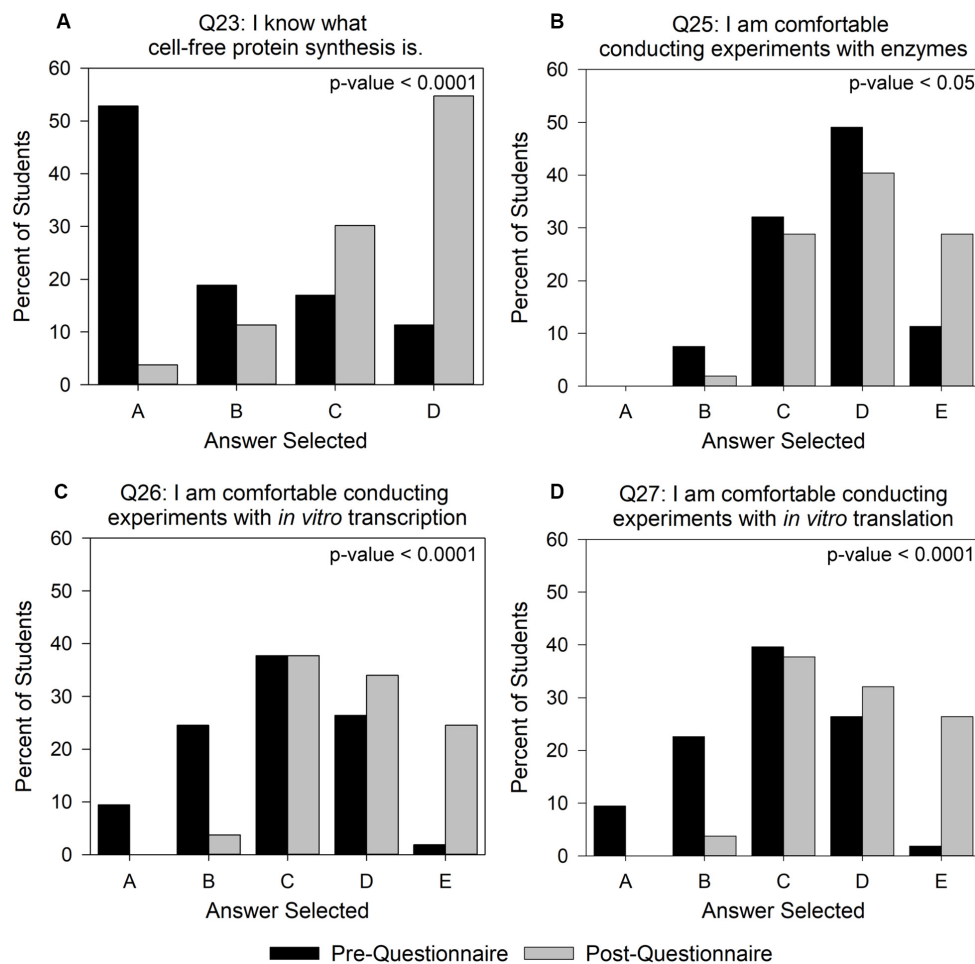 A
Q23: I know what
cell-free protein synthesis is.
p-value < 0.0001
60
50
40
30
20
10
0
Percent of Students
A B C D
Answer Selected
B
Q25: I am comfortable
conducting experiments with enzymes
p-value < 0.05
60
50
40
30
20
10
0
Percent of Students
A B C D E
Answer Selected
C
Q26: I am comfortable conducting
experiments with in vitro transcription
p-value < 0.0001
60
50
40
30
20
10
0
Percent of Students
A B C D E
Answer Selected
D
Q27: I am comfortable conducting
experiments with in vitro translation
p-value < 0.0001
60
50
40
30
20
10
0
Percent of Students
A B C D E
Answer Selected
Pre-Questionnaire Post-Questionnaire